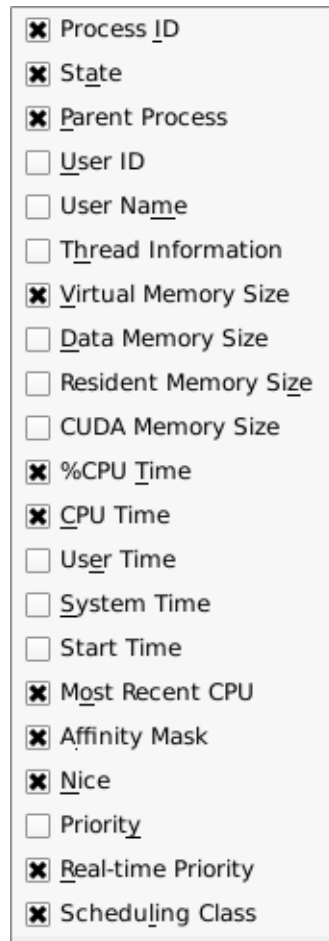 Process ID
State
Parent Process
User ID
User Name
Thread Information
Virtual Memory Size
Data Memory Size
Resident Memory Size
CUDA Memory Size
%CPU Time
CPU Time
User Time
System Time
Start Time
Most Recent CPU
Affinity Mask
Nice
Priority
Real-time Priority
Scheduling Class